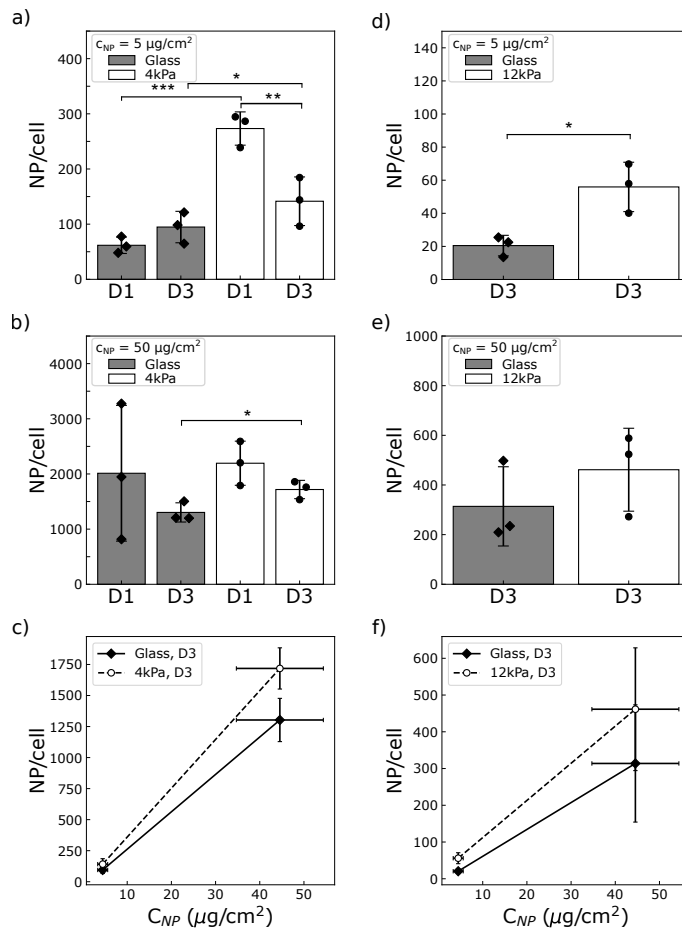 a)
c_NP = 5 μg/cm²
Glass
4kPa
***
*
**
NP/cell
400
300
200
100
0
D1 D3 D1 D3
d)
c_NP = 5 μg/cm²
Glass
12kPa
*
NP/cell
140
120
100
80
60
40
20
0
D3 D3
b)
c_NP = 50 μg/cm²
Glass
4kPa
*
NP/cell
4000
3000
2000
1000
0
D1 D3 D1 D3
e)
c_NP = 50 μg/cm²
Glass
12kPa
NP/cell
1000
800
600
400
200
0
D3 D3
c)
Glass, D3
4kPa, D3
NP/cell
1750
1500
1250
1000
750
500
250
0
10 20 30 40 50
C_NP (μg/cm²)
f)
Glass, D3
12kPa, D3
NP/cell
600
500
400
300
200
100
0
10 20 30 40 50
C_NP (μg/cm²)